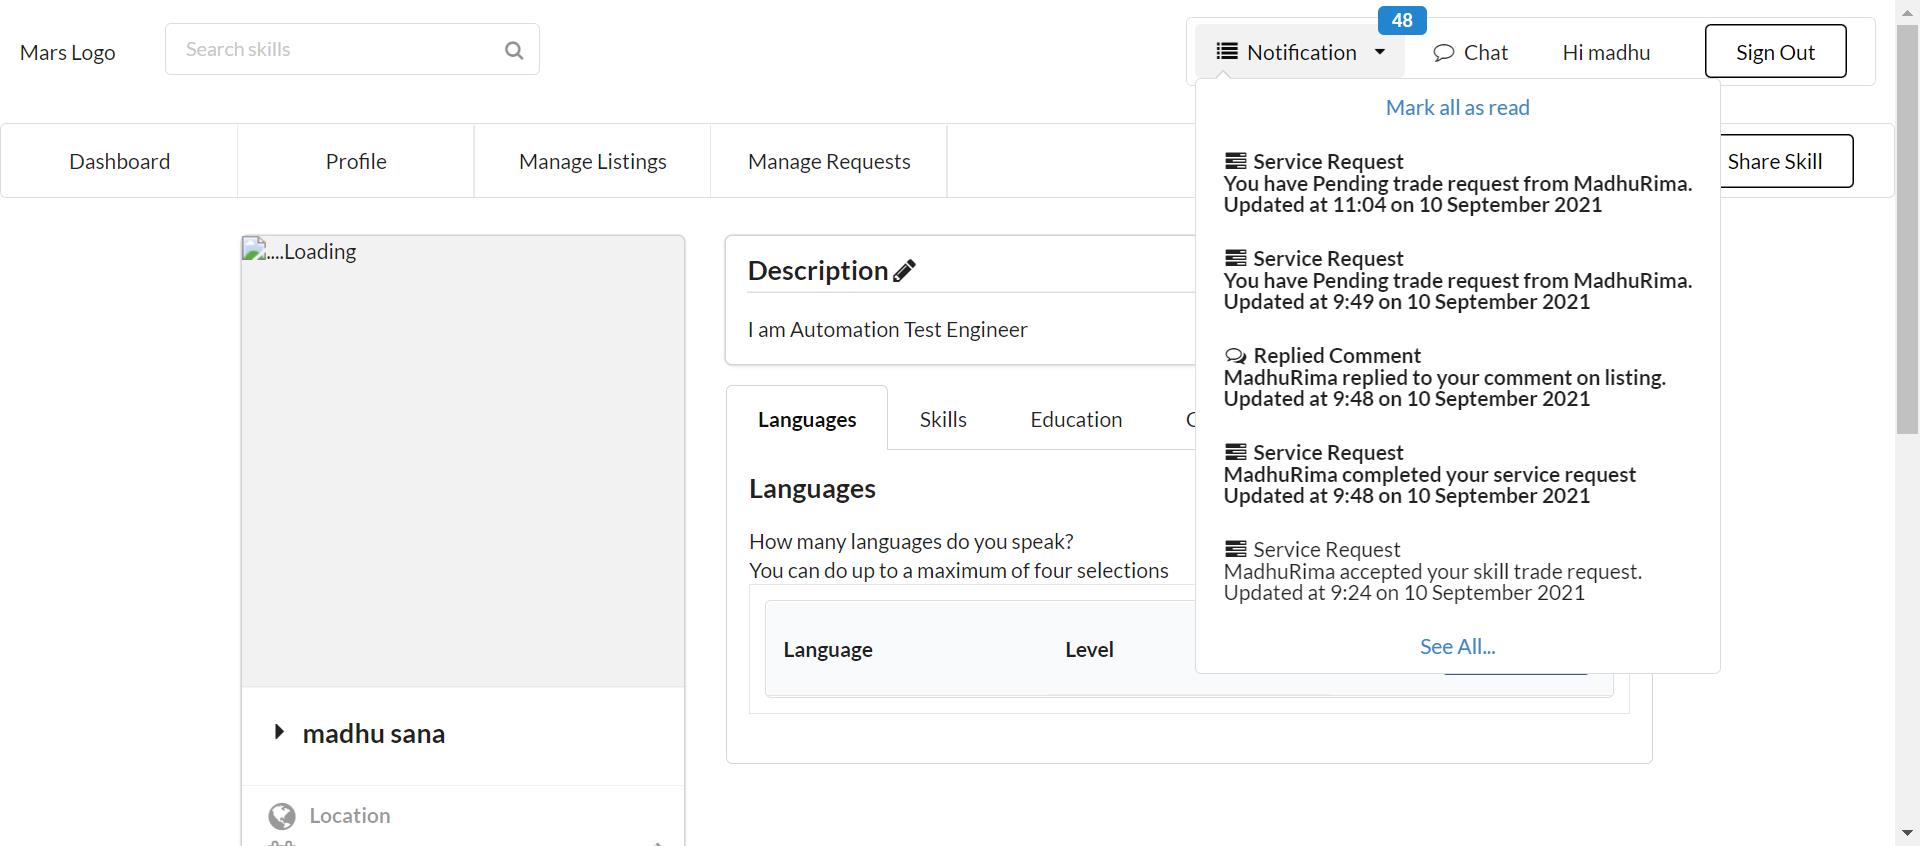 Mars Logo
Search skills
48
Notification
Chat
Hi madhu
Sign Out
Mark all as read
Dashboard
Profile
Manage Listings
Manage Requests
Share Skill
Service Request
You have Pending trade request from MadhuRima.
Updated at 11:04 on 10 September 2021
Service Request
You have Pending trade request from MadhuRima.
Updated at 9:49 on 10 September 2021
Replied Comment
MadhuRima replied to your comment on listing.
Updated at 9:48 on 10 September 2021
Service Request
MadhuRima completed your service request
Updated at 9:48 on 10 September 2021
Service Request
MadhuRima accepted your skill trade request.
Updated at 9:24 on 10 September 2021
See All...
....Loading
madhu sana
Location
Description
I am Automation Test Engineer
Languages
Skills
Education
Languages
How many languages do you speak?
You can do up to a maximum of four selections
Language
Level